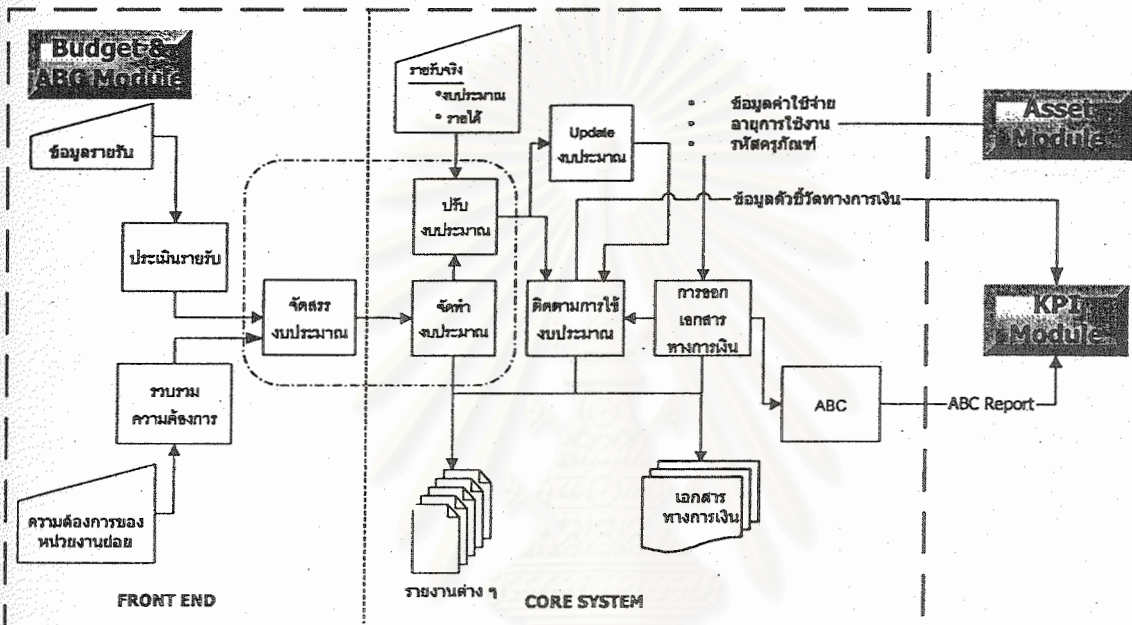 Budget &
ABC Module
ข้อมูลรายรับ
ประเมินรายรับ
จัดสรร
งบประมาณ
รวบรวม
ความต้องการ
ความต้องการของ
หน่วยงานย่อย
FRONT END
รายรับจริง
•งบประมาณ
• รายได้
ปรับ
งบประมาณ
จัดทำ
งบประมาณ
Update
งบประมาณ
ติดตามการใช้
งบประมาณ
• ข้อมูลค่าใช้จ่าย
• อายุการใช้งาน
• รหัสครุภัณฑ์
การออก
เอกสาร
ทางการเงิน
ABC
รายงานต่าง ๆ
เอกสาร
ทางการเงิน
CORE SYSTEM
ข้อมูลตัวชี้วัดทางการเงิน
ABC Report
Asset
Module
KPI
Module